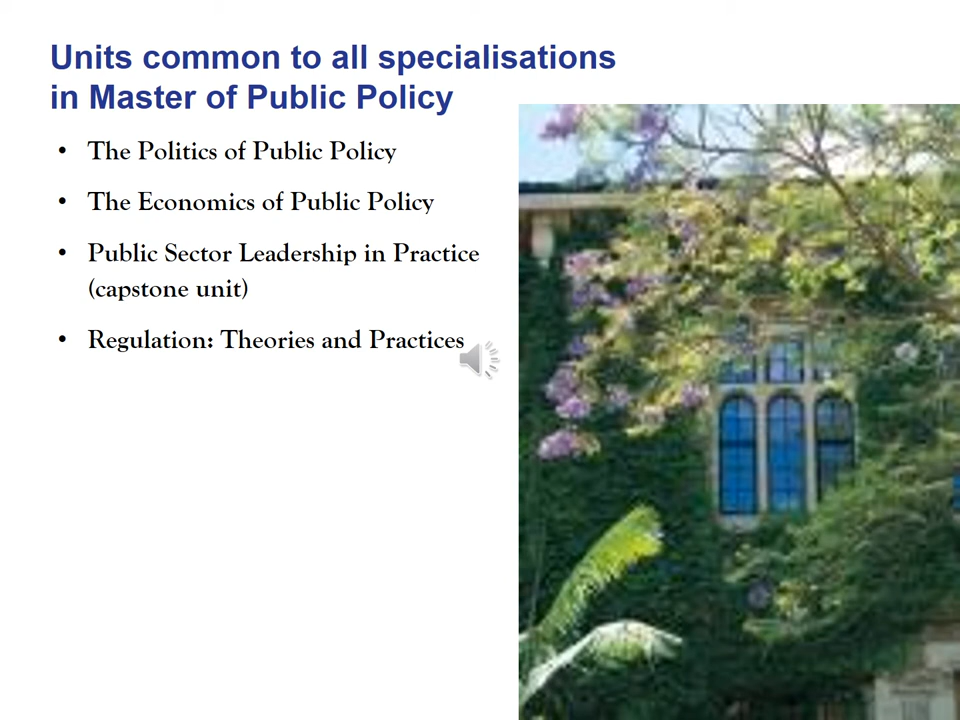 Units common to all specialisations
in Master of Public Policy
• The Politics of Public Policy
• The Economics of Public Policy
• Public Sector Leadership in Practice
(capstone unit)
• Regulation: Theories and Practices